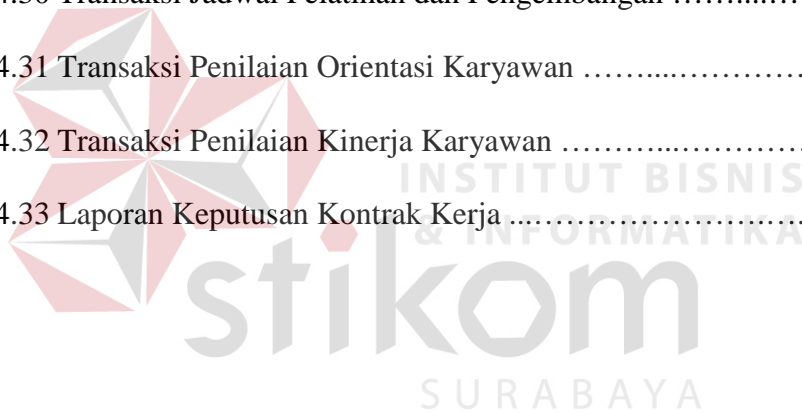 4.30 Transaksi Jadwal Pelatihan dan Pengembangan ……...…
4.31 Transaksi Penilaian Orientasi Karyawan ……...…………
4.32 Transaksi Penilaian Kinerja Karyawan ………...…………
4.33 Laporan Keputusan Kontrak Kerja ...…………………….…
INSTITUT BISNIS
& INFORMATIKA
stikom
SURABAYA